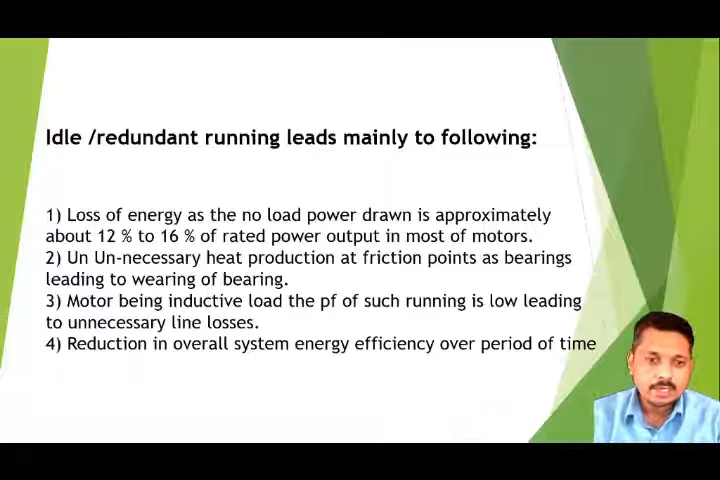 Idle /redundant running leads mainly to following:
1) Loss of energy as the no load power drawn is approximately
about 12 % to 16 % of rated power output in most of motors.
2) Un Un-necessary heat production at friction points as bearings
leading to wearing of bearing.
3) Motor being inductive load the pf of such running is low leading
to unnecessary line losses.
4) Reduction in overall system energy efficiency over period of time